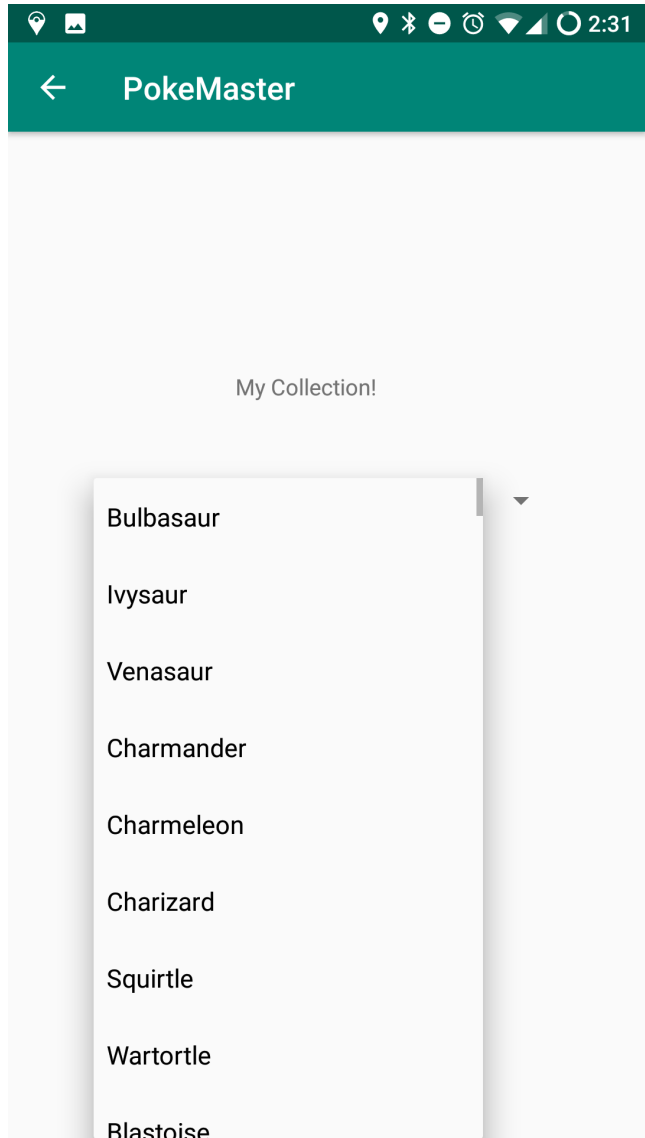 2:31
PokeMaster
My Collection!
Bulbasaur
Ivysaur
Venasaur
Charmander
Charmeleon
Charizard
Squirtle
Wartortle
Blastoise